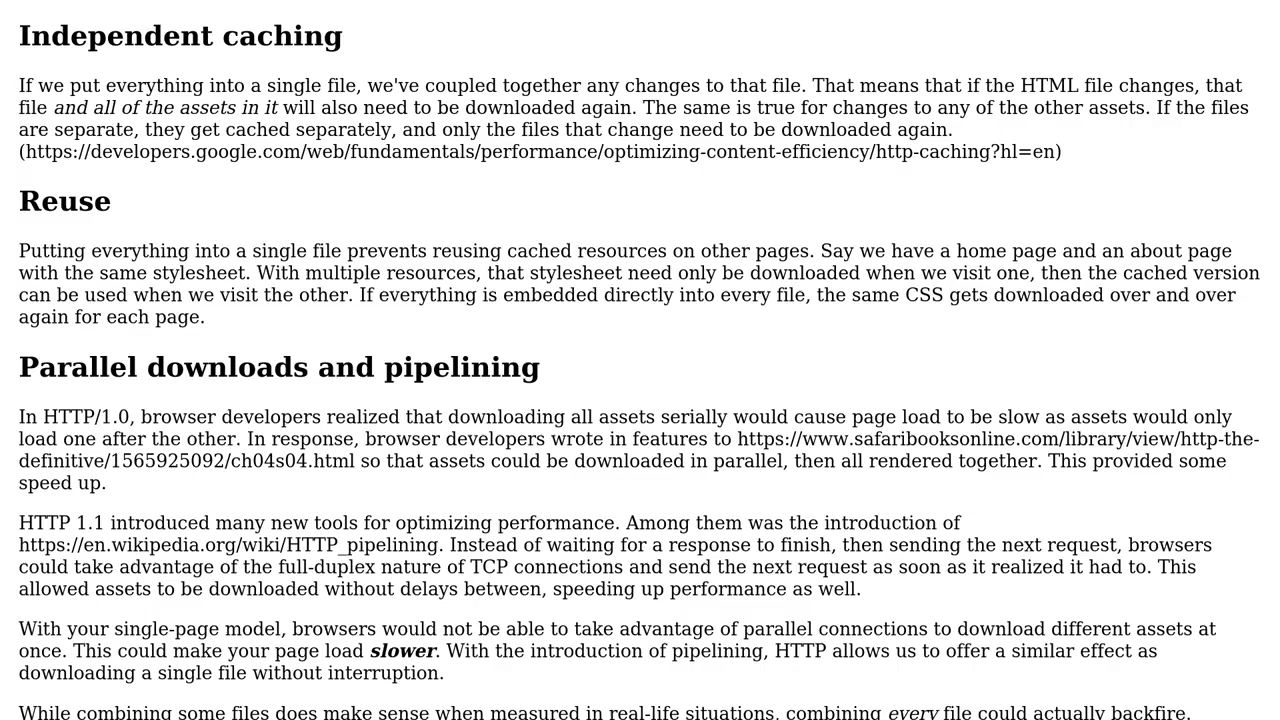 Independent caching
If we put everything into a single file, we've coupled together any changes to that file. That means that if the HTML file changes, that
file and all of the assets in it will also need to be downloaded again. The same is true for changes to any of the other assets. If the files
are separate, they get cached separately, and only the files that change need to be downloaded again.
(https://developers.google.com/web/fundamentals/performance/optimizing-content-efficiency/http-caching?hl=en)
Reuse
Putting everything into a single file prevents reusing cached resources on other pages. Say we have a home page and an about page
with the same stylesheet. With multiple resources, that stylesheet need only be downloaded when we visit one, then the cached version
can be used when we visit the other. If everything is embedded directly into every file, the same CSS gets downloaded over and over
again for each page.
Parallel downloads and pipelining
In HTTP/1.0, browser developers realized that downloading all assets serially would cause page load to be slow as assets would only
load one after the other. In response, browser developers wrote in features to https://www.safaribooksonline.com/library/view/http-the-
definitive/1565925092/ch04s04.html so that assets could be downloaded in parallel, then all rendered together. This provided some
speed up.
HTTP 1.1 introduced many new tools for optimizing performance. Among them was the introduction of
https://en.wikipedia.org/wiki/HTTP_pipelining. Instead of waiting for a response to finish, then sending the next request, browsers
could take advantage of the full-duplex nature of TCP connections and send the next request as soon as it realized it had to. This
allowed assets to be downloaded without delays between, speeding up performance as well.
With your single-page model, browsers would not be able to take advantage of parallel connections to download different assets at
once. This could make your page load slower. With the introduction of pipelining, HTTP allows us to offer a similar effect as
downloading a single file without interruption.
While combining some files does make sense when measured in real-life situations, combining every file could actually backfire.